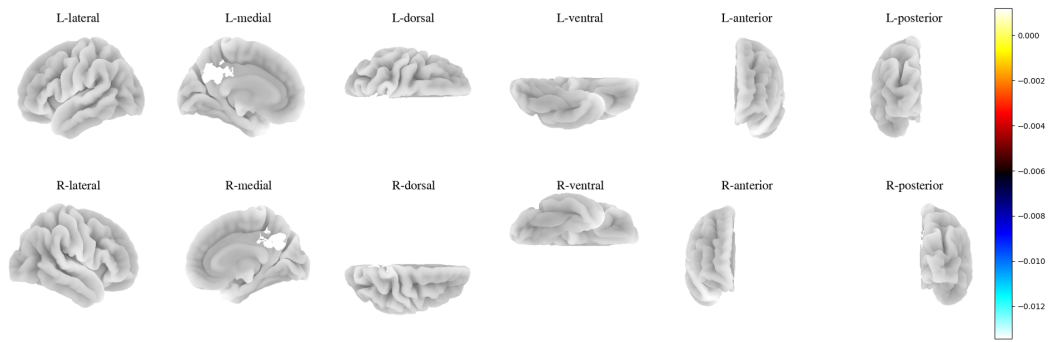 L-lateral
L-medial
L-dorsal
L-ventral
L-anterior
L-posterior
R-lateral
R-medial
R-dorsal
R-ventral
R-anterior
R-posterior
0.000
−0.002
−0.004
−0.006
−0.008
−0.010
−0.012